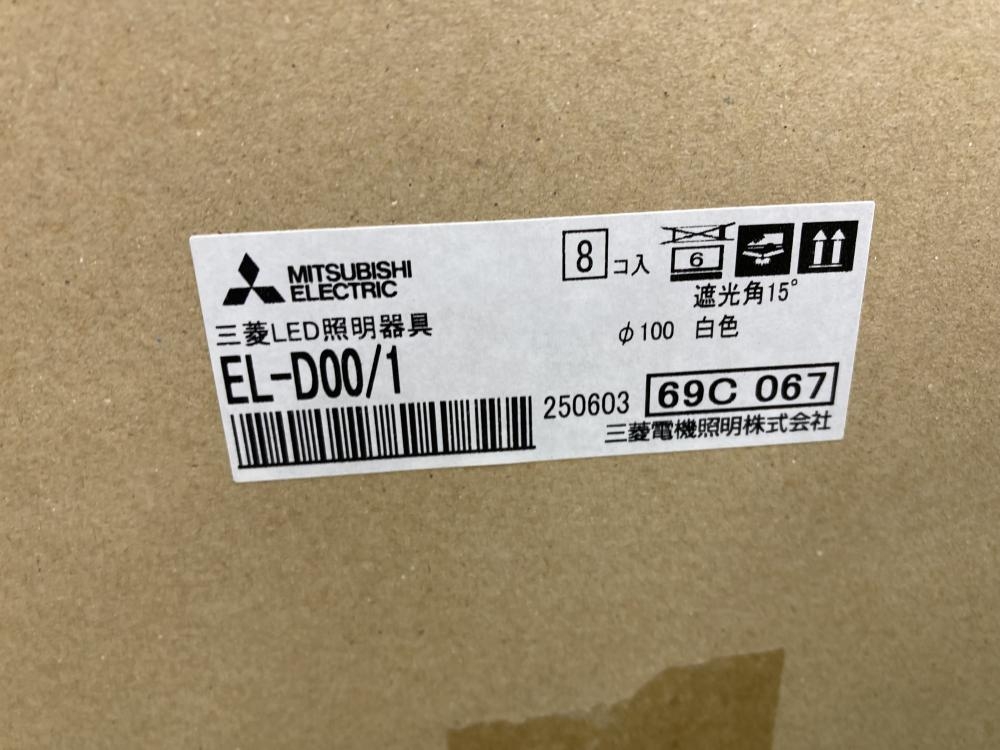 MITSUBISHI
ELECTRIC
8 コ入
6
三菱LED照明器具
遮光角15°
φ100 白色
EL-D00/1
250603 69C 067
三菱電機照明株式会社